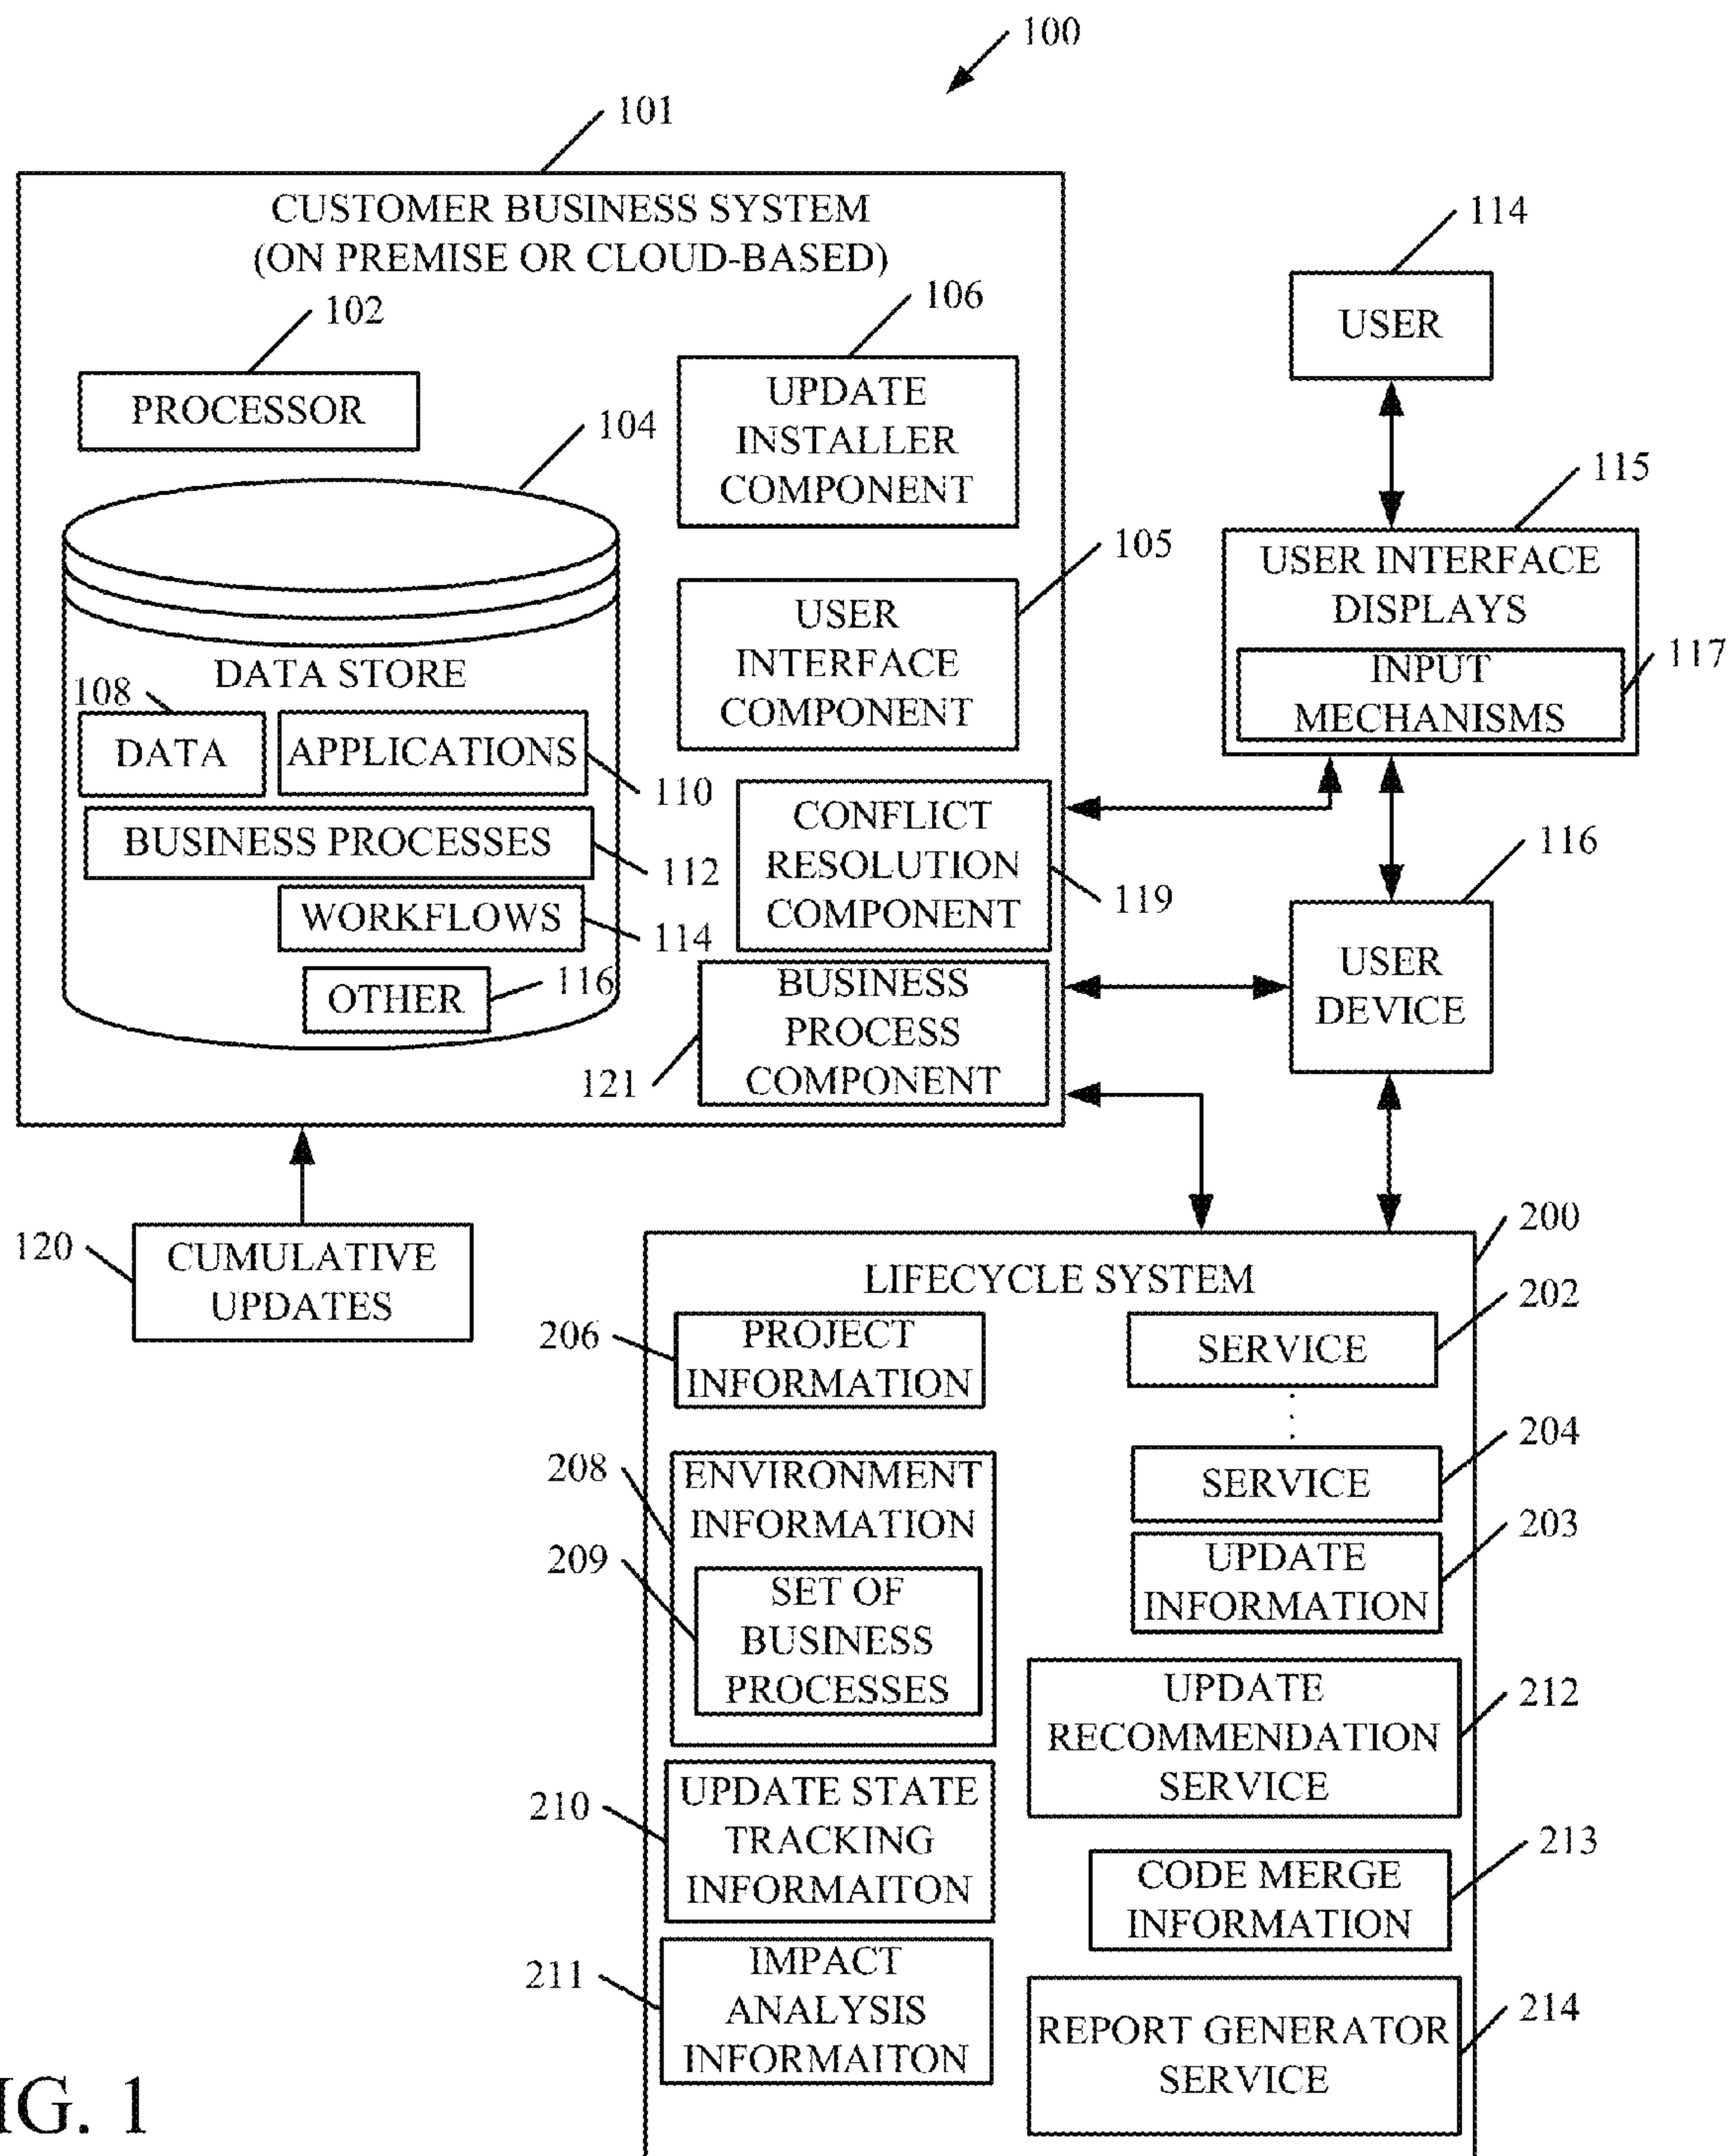 100
101
CUSTOMER BUSINESS SYSTEM
(ON PREMISE OR CLOUD-BASED)
102
PROCESSOR
104
106
UPDATE
INSTALLER
COMPONENT
105
USER
INTERFACE
COMPONENT
DATA STORE
108
DATA
APPLICATIONS
110
BUSINESS PROCESSES
112
WORKFLOWS
114
OTHER
116
CONFLICT
RESOLUTION
COMPONENT
119
BUSINESS
PROCESS
COMPONENT
121
114
USER
115
USER INTERFACE
DISPLAYS
INPUT
MECHANISMS
117
116
USER
DEVICE
120
CUMULATIVE
UPDATES
200
LIFECYCLE SYSTEM
206
PROJECT
INFORMATION
202
SERVICE
204
SERVICE
208
ENVIRONMENT
INFORMATION
209
SET OF
BUSINESS
PROCESSES
203
UPDATE
INFORMATION
212
UPDATE
RECOMMENDATION
SERVICE
210
UPDATE STATE
TRACKING
INFORMAITON
213
CODE MERGE
INFORMATION
211
IMPACT
ANALYSIS
INFORMAITON
214
REPORT GENERATOR
SERVICE
IG. 1